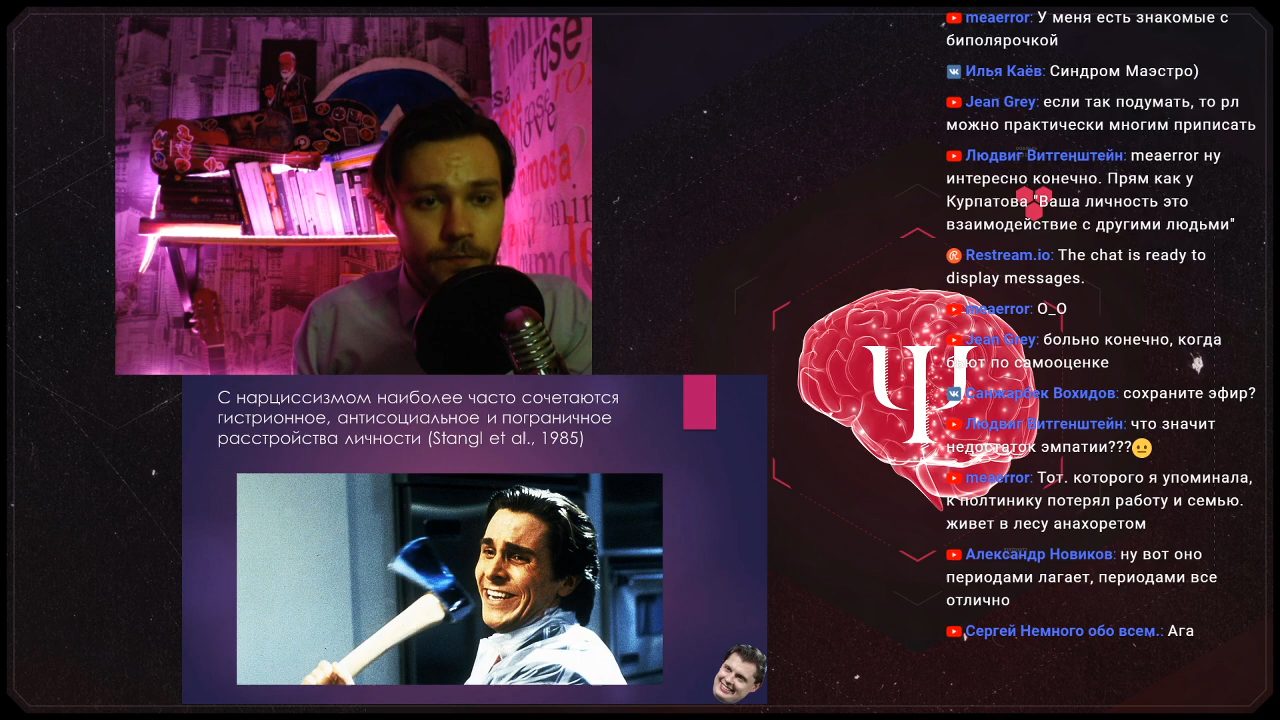 rose
love
mimosa
С нарциссизмом наиболее часто сочетаются
гистрионное, антисоциальное и пограничное
расстройства личности (Stangl et al., 1985)
Ψ
meaerror: У меня есть знакомые с
биполярочкой
Илья Каёв: Синдром Маэстро)
Jean Grey: если так подумать, то рл
можно практически многим приписать
Людвиг Витгенштейн: meaerror ну
интересно конечно. Прям как у
Курпатова "Ваша личность это
взаимодействие с другими людьми"
Restream.io: The chat is ready to
display messages.
meaerror: O_O
Jean Grey: больно конечно, когда
бьют по самооценке
Санжарбек Вохидов: сохраните эфир?
Людвиг Витгенштейн: что значит
недостаток эмпатии???😐
meaerror: Тот. которого я упоминала,
к полтинику потерял работу и семью.
живет в лесу анахоретом
Александр Новиков: ну вот оно
периодами лагает, периодами все
отлично
Сергей Немного обо всем.: Ага